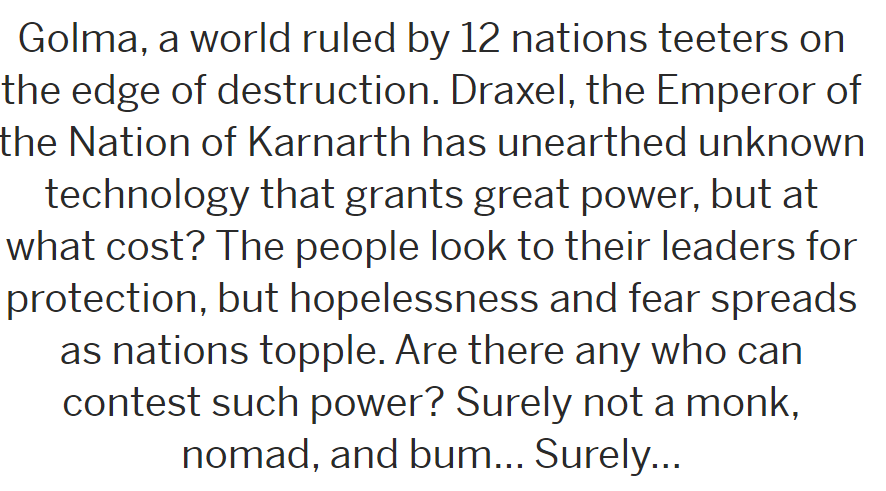 Golma, a world ruled by 12 nations teeters on
the edge of destruction. Draxel, the Emperor of
the Nation of Karnarth has unearthed unknown
technology that grants great power, but at
what cost? The people look to their leaders for
protection, but hopelessness and fear spreads
as nations topple. Are there any who can
contest such power? Surely not a monk,
nomad, and bum... Surely...